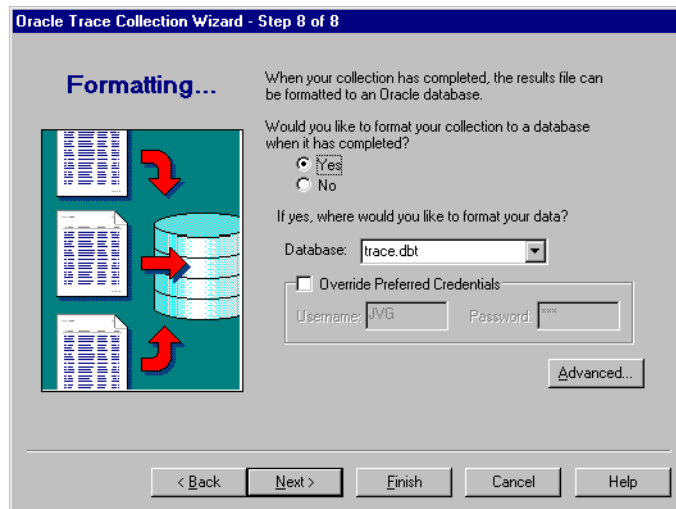 Oracle Trace Collection Wizard - Step 8 of 8
Formatting...
When your collection has completed, the results file can
be formatted to an Oracle database.
Would you like to format your collection to a database
when it has completed?
Yes
No
If yes, where would you like to format your data?
Database: trace.dbt
Override Preferred Credentials
Username: JVG Password: ***
Advanced...
< Back Next > Finish Cancel Help